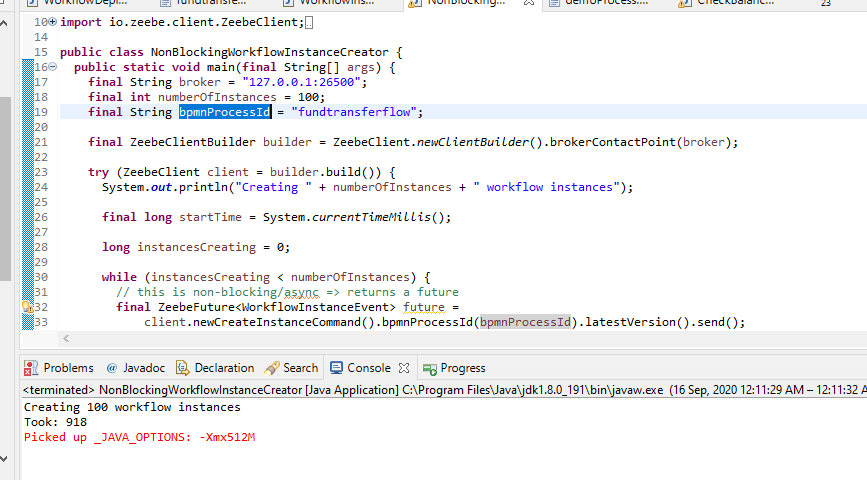 WorkflowDepl...
fundtransfe...
WorkflowIns...
NonBlocking...
demoProcess....
CheckBalanc...
23
10 import io.zeebe.client.ZeebeClient;
14
15 public class NonBlockingWorkflowInstanceCreator {
16 public static void main(final String[] args) {
17 final String broker = "127.0.0.1:26500";
18 final int numberOfInstances = 100;
19 final String bpmnProcessId = "fundtransferflow";
20
21 final ZeebeClientBuilder builder = ZeebeClient.newClientBuilder().brokerContactPoint(broker);
22
23 try (ZeebeClient client = builder.build()) {
24 System.out.println("Creating " + numberOfInstances + " workflow instances");
25
26 final long startTime = System.currentTimeMillis();
27
28 long instancesCreating = 0;
29
30 while (instancesCreating < numberOfInstances) {
31 // this is non-blocking/async => returns a future
32 final ZeebeFuture<WorkflowInstanceEvent> future =
33 client.newCreateInstanceCommand().bpmnProcessId(bpmnProcessId).latestVersion().send();
Problems @ Javadoc Declaration Search Console Progress
<terminated> NonBlockingWorkflowInstanceCreator [Java Application] C:\Program Files\Java\jdk1.8.0_191\bin\javaw.exe (16 Sep, 2020 12:11:29 AM – 12:11:32 A
Creating 100 workflow instances
Took: 918
Picked up _JAVA_OPTIONS: -Xmx512M